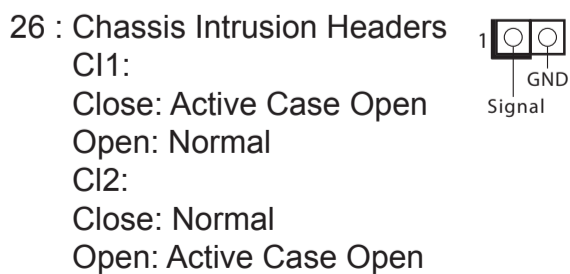 26 : Chassis Intrusion Headers
CI1:
Close: Active Case Open
Open: Normal
CI2:
Close: Normal
Open: Active Case Open
1
GND
Signal